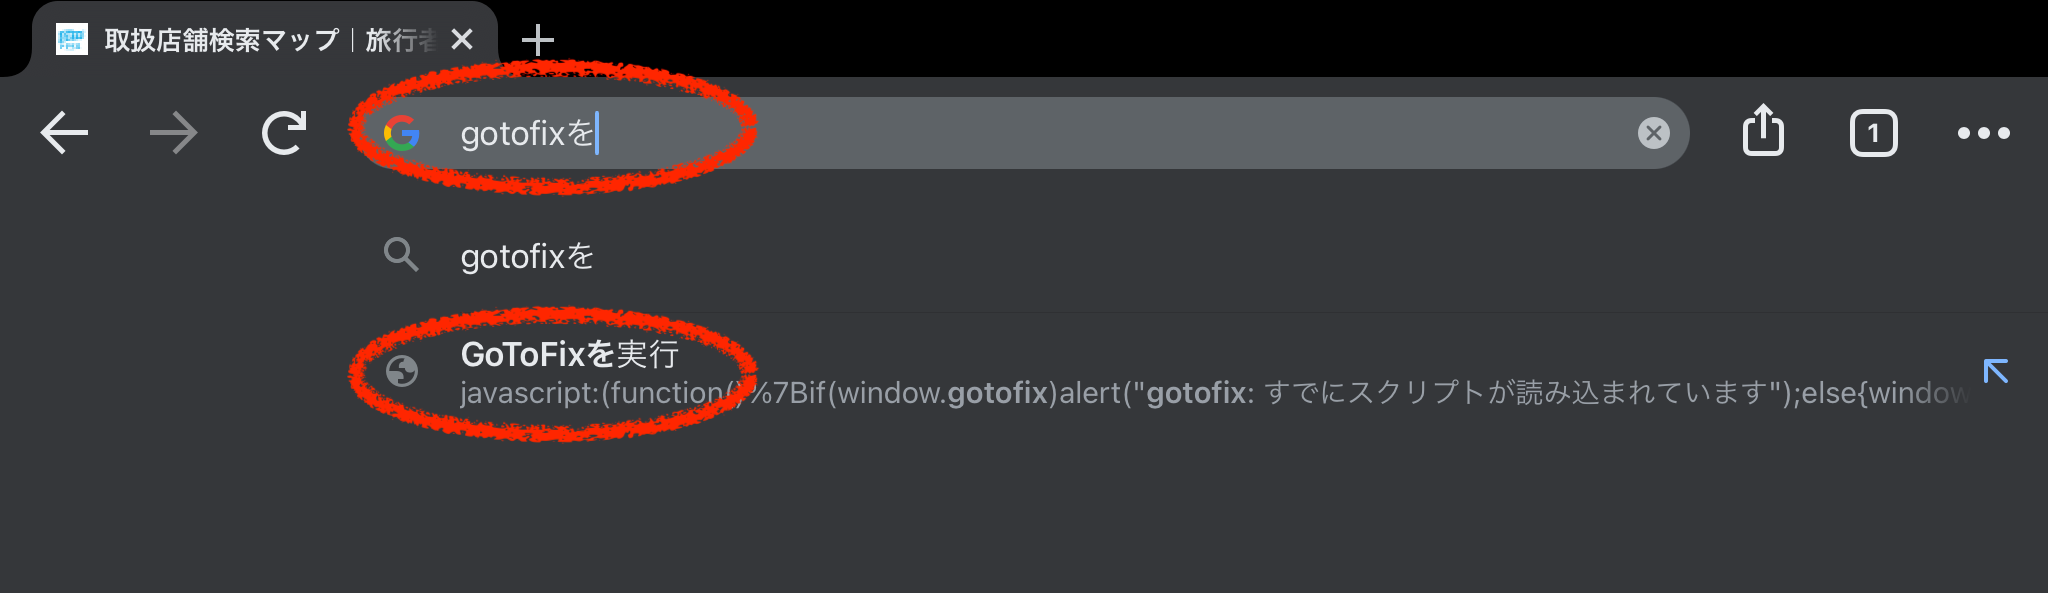 取扱店舗検索マップ｜旅行者
gotofixを
1
gotofixを
GoToFixを実行
javascript:(function()%7Bif(window.gotofix)alert("gotofix: すでにスクリプトが読み込まれています");else{window